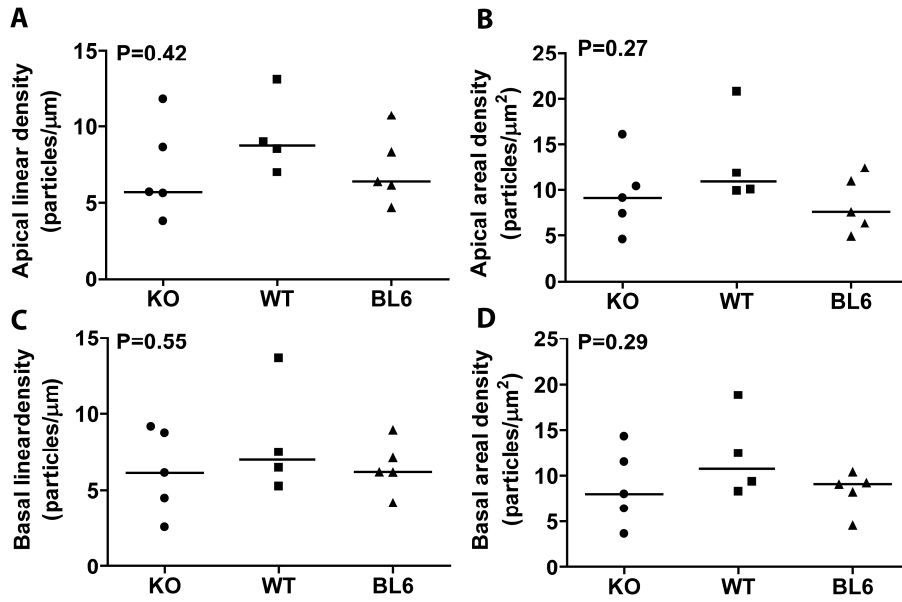 A
P=0.42
Apical linear density
(particles/μm)
15
10
5
0
KO WT BL6
B
P=0.27
Apical areal density
(particles/μm²)
25
20
15
10
5
0
KO WT BL6
C
P=0.55
Basal lineardensity
(particles/μm)
15
10
5
0
KO WT BL6
D
P=0.29
Basal areal density
(particles/μm²)
25
20
15
10
5
0
KO WT BL6